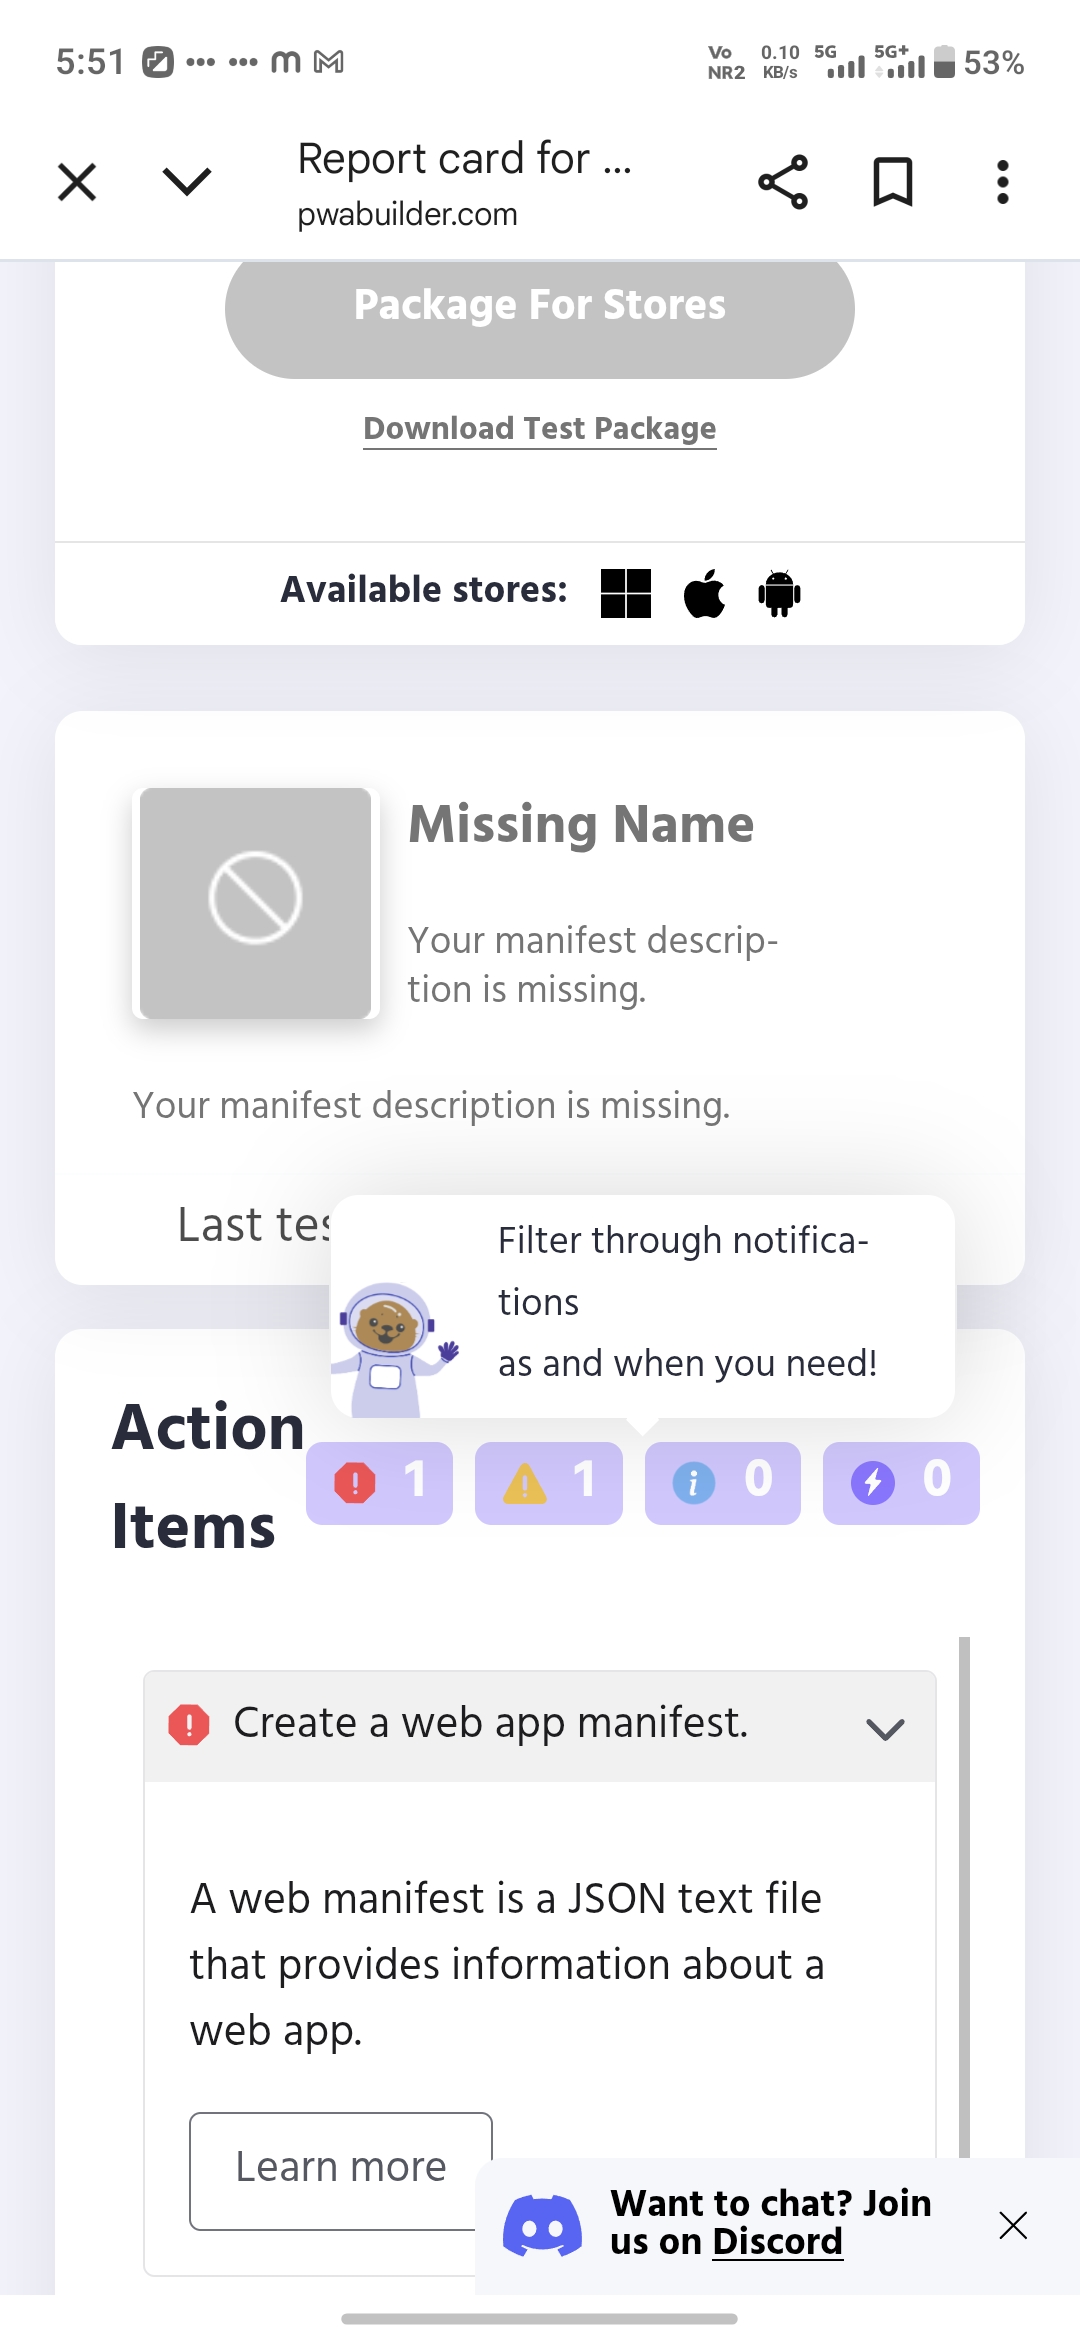 5:51
Vo
NR2
0.10
KB/s
5G
5G+
53%
Report card for ...
pwabuilder.com
Package For Stores
Download Test Package
Available stores:
Missing Name
Your manifest descrip-
tion is missing.
Your manifest description is missing.
Last tes
Filter through notifica-
tions
as and when you need!
Action
Items
1
1
0
0
Create a web app manifest.
A web manifest is a JSON text file
that provides information about a
web app.
Learn more
Want to chat? Join
us on Discord